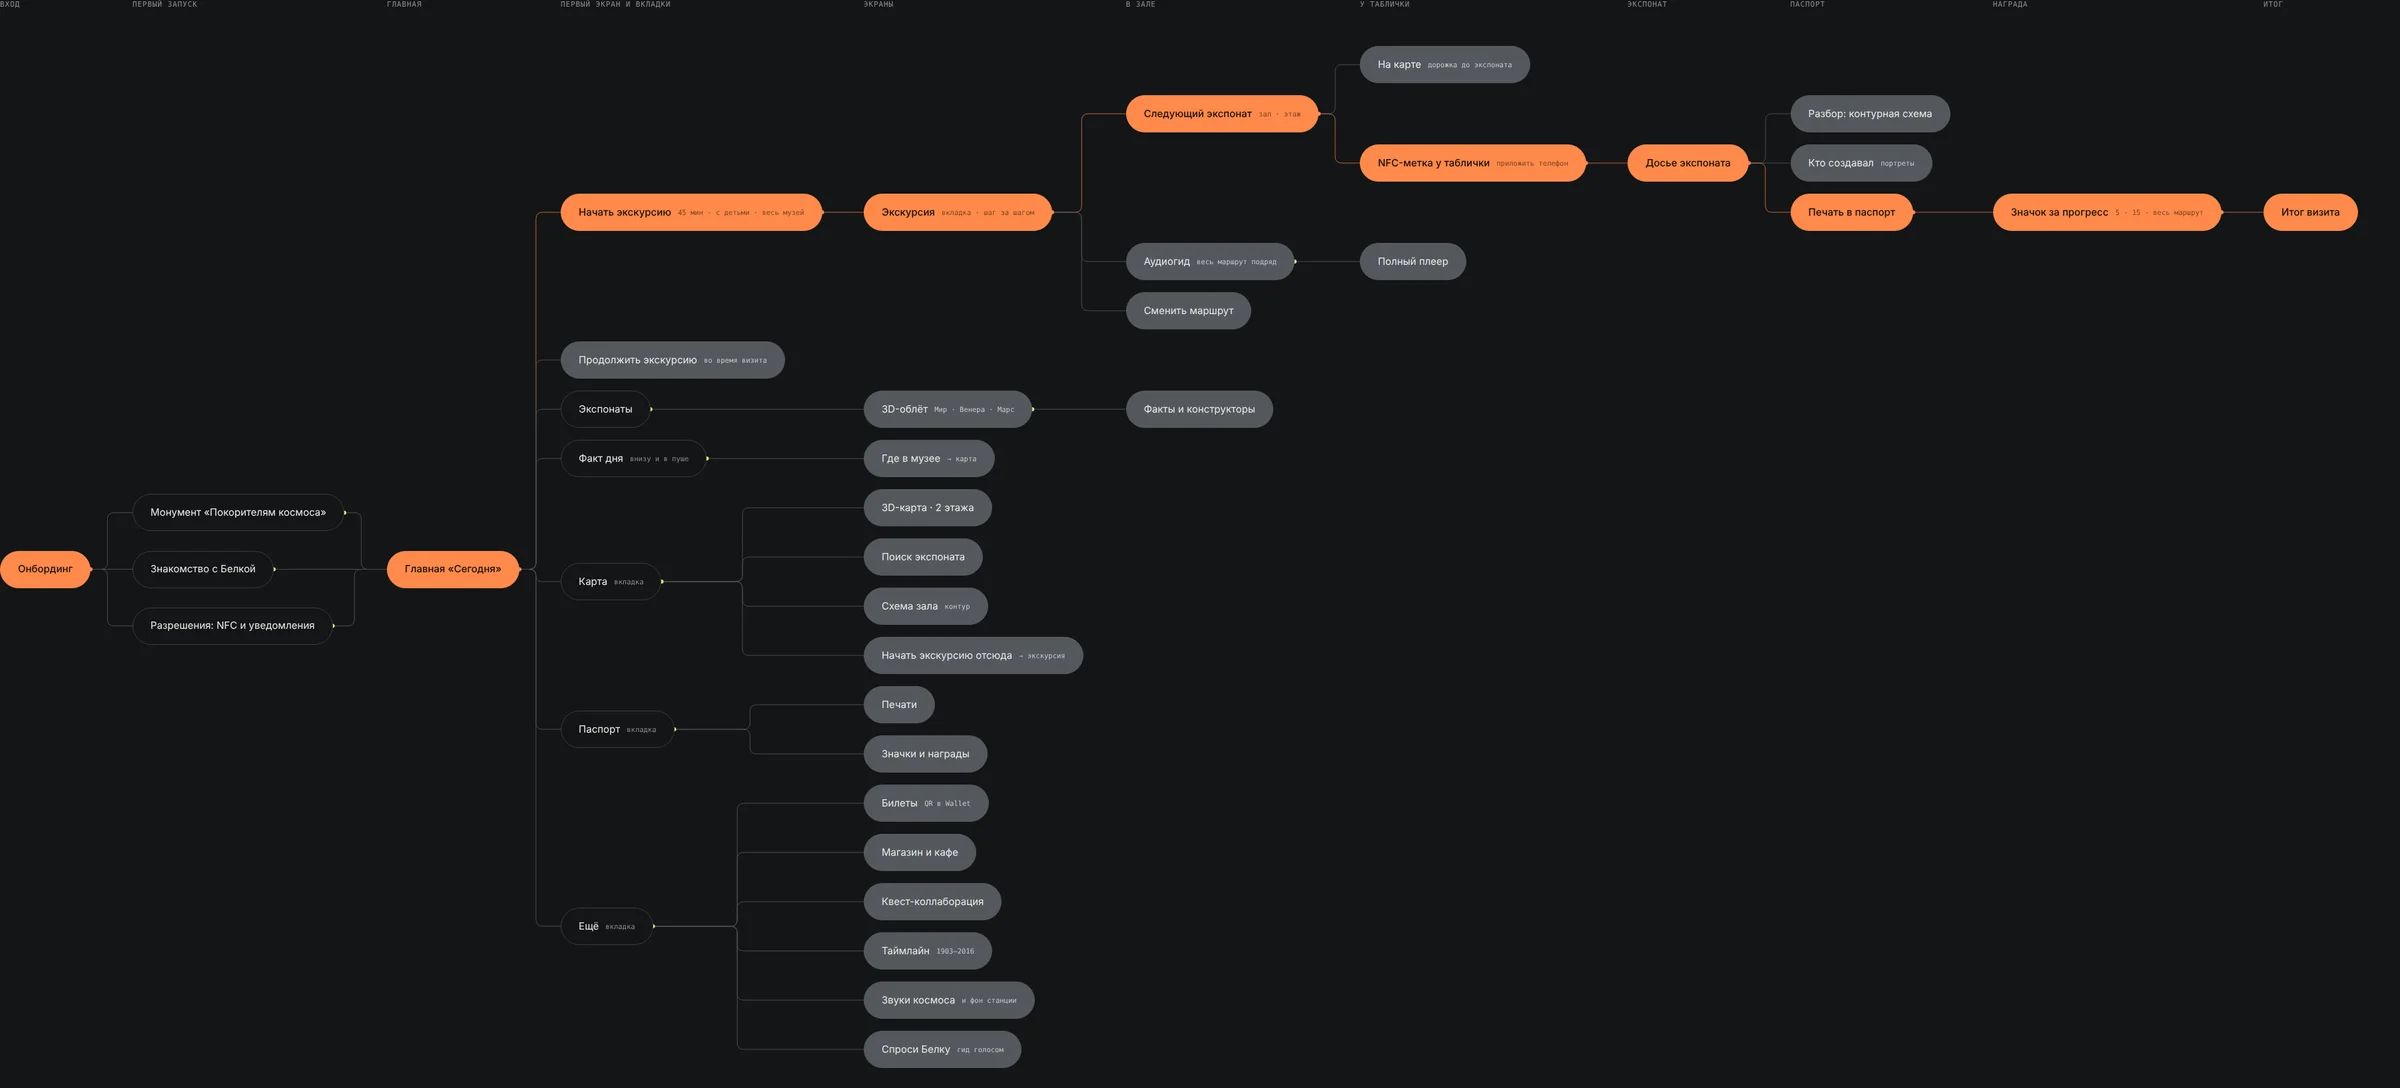 ВХОД
ПЕРВЫЙ ЗАПУСК
ГЛАВНАЯ
ПЕРВЫЙ ЭКРАН И ВКЛАДКИ
ЭКРАНЫ
В ЗАЛЕ
У ТАБЛИЧКИ
ЭКСПОНАТ
ПАСПОРТ
НАГРАДА
ИТОГ
На карте дорожка до экспоната
Следующий экспонат зал · этаж
Разбор: контурная схема
NFC-метка у таблички приложить телефон
Досье экспоната
Кто создавал портреты
Начать экскурсию 45 мин · с детьми · весь музей
Экскурсия вкладка · шаг за шагом
Печать в паспорт
Значок за прогресс 5 · 15 · весь маршрут
Итог визита
Аудиогид весь маршрут подряд
Полный плеер
Сменить маршрут
Продолжить экскурсию во время визита
Экспонаты
3D-облёт Мир · Венера · Марс
Факты и конструкторы
Факт дня внизу и в пуше
Где в музее → карта
3D-карта · 2 этажа
Монумент «Покорителям космоса»
Поиск экспоната
Онбординг
Знакомство с Белкой
Главная «Сегодня»
Карта вкладка
Схема зала контур
Разрешения: NFC и уведомления
Начать экскурсию отсюда → экскурсия
Печати
Паспорт вкладка
Значки и награды
Билеты QR в Wallet
Магазин и кафе
Квест-коллаборация
Ещё вкладка
Таймлайн 1903–2016
Звуки космоса и фон станции
Спроси Белку гид голосом